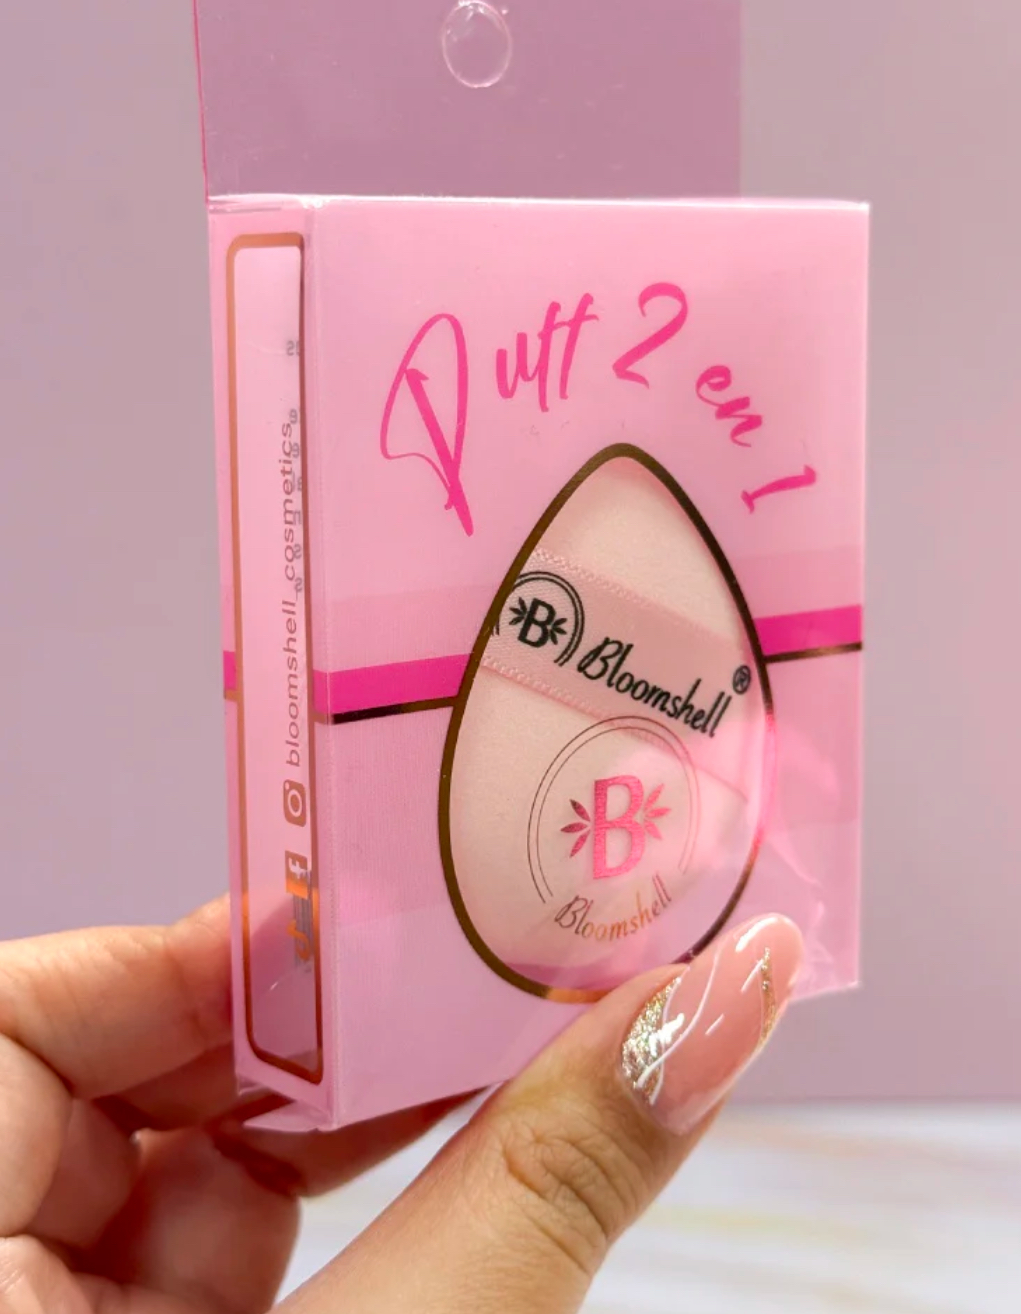 Puff 2 en 1
B
Bloomshell®
B
Bloomshell
bloomshell_cosmetics